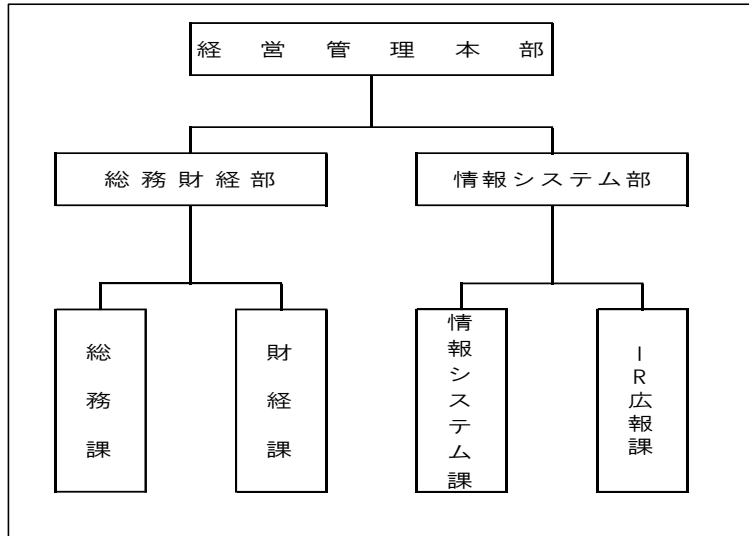 経営管理本部
総務財経部
情報システム部
総務課
財経課
情報システム課
IR広報課